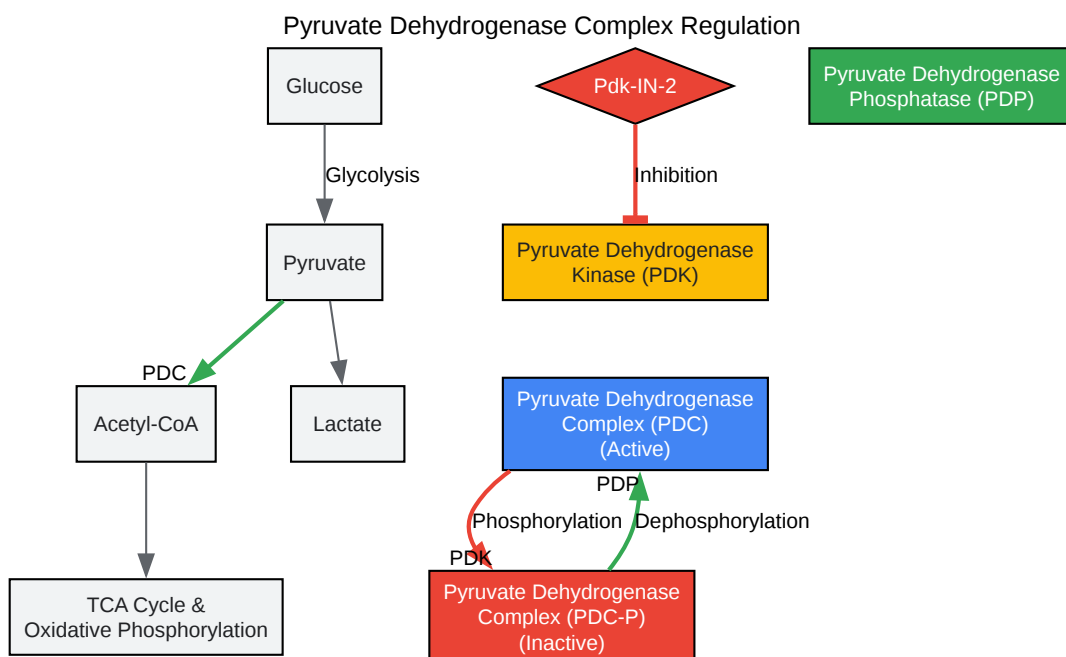 Pyruvate Dehydrogenase Complex Regulation
Glucose
Pdk-IN-2
Pyruvate Dehydrogenase
Phosphatase (PDP)
Glycolysis
Inhibition
Pyruvate
Pyruvate Dehydrogenase
Kinase (PDK)
PDC
Acetyl-CoA
Lactate
Pyruvate Dehydrogenase
Complex (PDC)
(Active)
PDP
Phosphorylation
Dephosphorylation
PDK
TCA Cycle &
Oxidative Phosphorylation
Pyruvate Dehydrogenase
Complex (PDC-P)
(Inactive)